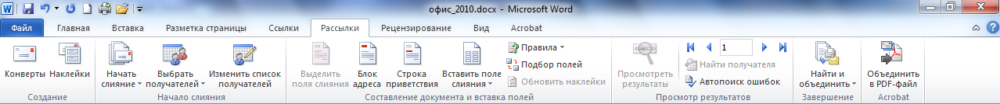 офис_2010.docx - Microsoft Word
Файл Главная Вставка Разметка страницы Ссылки Рассылки Рецензирование Вид Acrobat
Конверты
Наклейки
Создание
Начать
слияние
Выбрать
получателей
Изменить список
получателей
Начало слияния
Выделить
поля слияния
Блок
адреса
Строка
приветствия
Вставить поле
слияния
Правила
Подбор полей
Обновить наклейки
Составление документа и вставка полей
ABC
Просмотреть
результаты
1
Найти получателя
Автопоиск ошибок
Просмотр результатов
Найти и
объединить
Завершение
Объединить
в PDF-файл
Acrobat